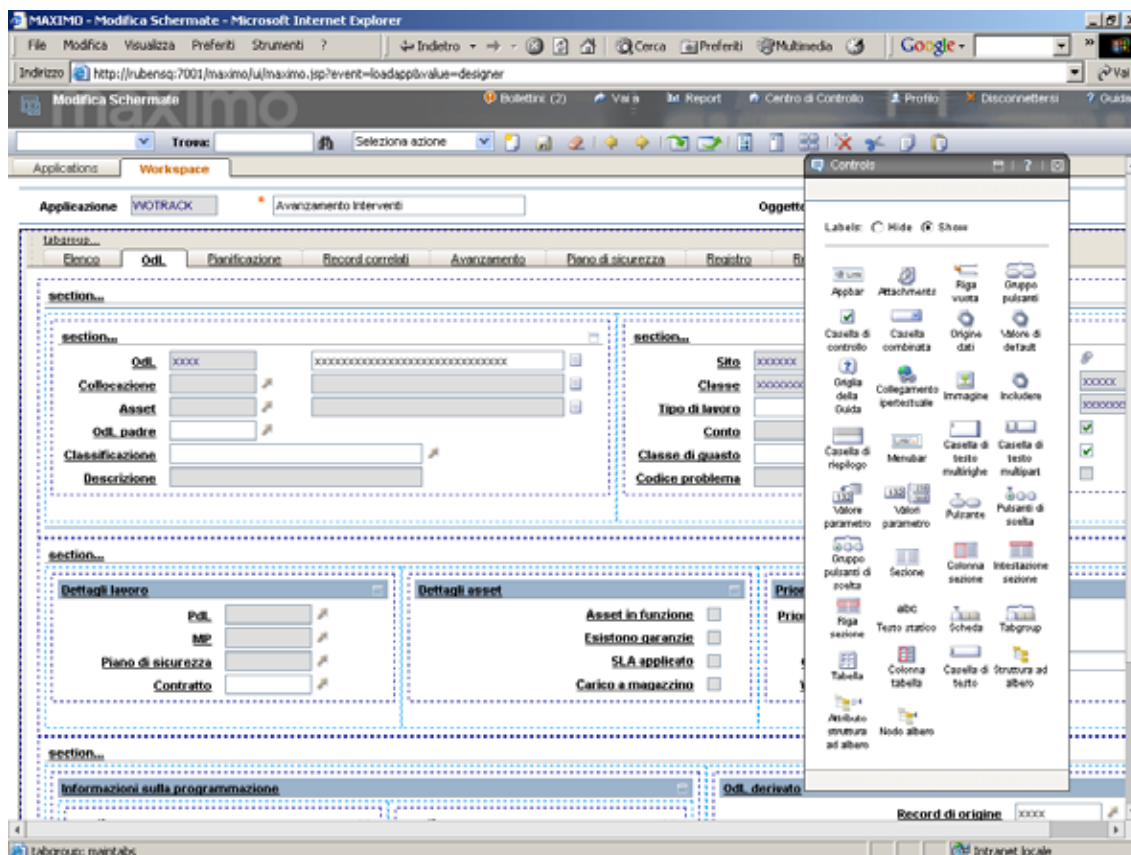 MAXIMO - Modifica Schermate - Microsoft Internet Explorer
File Modifica Visualizza Preferiti Strumenti ? Indietro Cerca Preferiti Multimedia Google
Indirizzo http://rubensq:7001/maximo/ui/maximo.jsp?event=loadapp&value=designer Vai
Modifica Schermate maximo Bollettini (2) Vai a Report Centro di Controllo Profilo Disconnettersi ? Guida
Trova: Seleziona azione
Applications Workspace
Applicazione WOTRACK * Avanzamento Interventi Oggetto
tabgroup...
Elenco OdL Pianificazione Record correlati Avanzamento Piano di sicurezza Registro
section...
section... section...
OdL xxxx xxxxxxxxxxxxxxxxxxxxxxxxxxxxx Sito xxxxxx
Collocazione Classe
Asset Tipo di lavoro
OdL padre Conto
Classificazione Classe di guasto
Descrizione Codice problema
section...
Dettagli lavoro Dettagli asset
PdL Asset in funzione
MP Esistono garanzie
Piano di sicurezza SLA applicato
Contratto Carico a magazzino
section...
Informazioni sulla programmazione OdL derivato
Record di origine xxxx
Controls ?
Labels: Hide Show
Appbar Attachments Riga vuota Gruppo pulsanti
Casella di controllo Casella combinata Origine dati Valore di default
Griglia della Guida Collegamento ipertestuale Immagine Includere
Casella di riepilogo Menubar Casella di testo multirighe Casella di testo multipart
Valore parametro Valori parametro Pulsante Pulsanti di scelta
Gruppo pulsanti di scelta Sezione Colonna sezione Intestazione sezione
Riga sezione abc Testo statico Scheda Tabgroup
Tabella Colonna tabella Casella di testo Struttura ad albero
Attributo struttura ad albero Nodo albero
tabgroup: maintabs Intranet locale